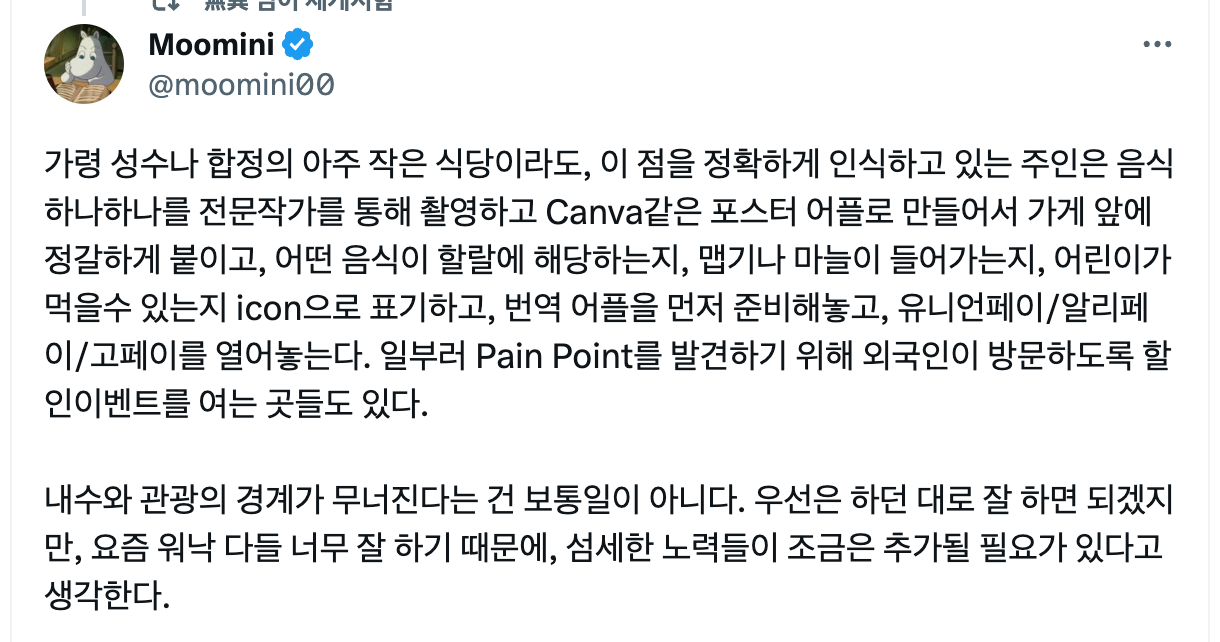 Moomini
@moomini00
가령 성수나 합정의 아주 작은 식당이라도, 이 점을 정확하게 인식하고 있는 주인은 음식
하나하나를 전문작가를 통해 촬영하고 Canva같은 포스터 어플로 만들어서 가게 앞에
정갈하게 붙이고, 어떤 음식이 할랄에 해당하는지, 맵기나 마늘이 들어가는지, 어린이가
먹을수 있는지 icon으로 표기하고, 번역 어플을 먼저 준비해놓고, 유니언페이/알리페
이/고페이를 열어놓는다. 일부러 Pain Point를 발견하기 위해 외국인이 방문하도록 할
인이벤트를 여는 곳들도 있다.
내수와 관광의 경계가 무너진다는 건 보통일이 아니다. 우선은 하던 대로 잘 하면 되겠지
만, 요즘 워낙 다들 너무 잘 하기 때문에, 섬세한 노력들이 조금은 추가될 필요가 있다고
생각한다.